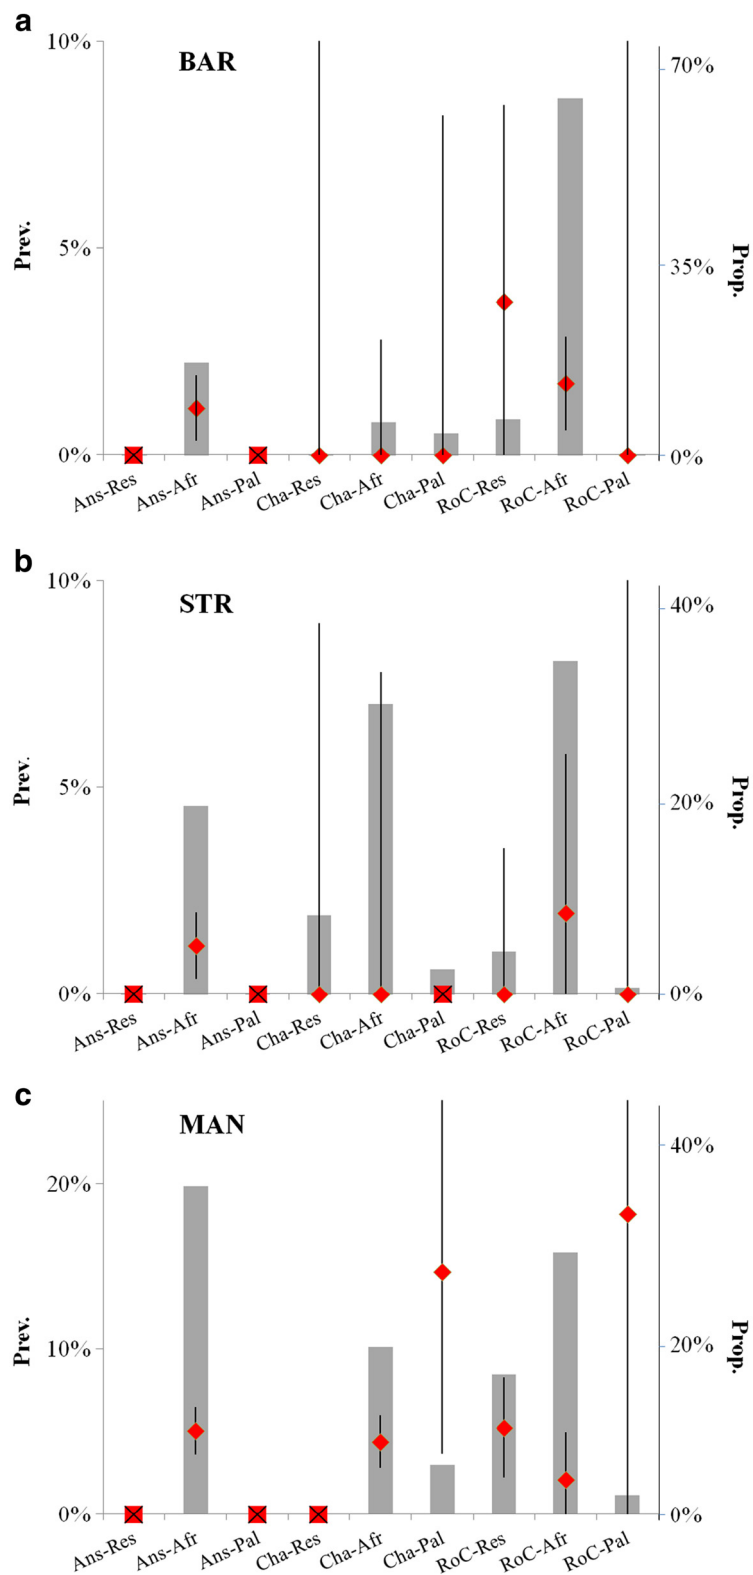 a
BAR
10%
5%
0%
Prev.
70%
35%
0%
Prop.
Ans-Res
Ans-Afr
Ans-Pal
Cha-Res
Cha-Afr
Cha-Pal
RoC-Res
RoC-Afr
RoC-Pal
b
STR
10%
5%
0%
Prev.
40%
20%
0%
Prop.
Ans-Res
Ans-Afr
Ans-Pal
Cha-Res
Cha-Afr
Cha-Pal
RoC-Res
RoC-Afr
RoC-Pal
c
MAN
20%
10%
0%
Prev.
40%
20%
0%
Prop.
Ans-Res
Ans-Afr
Ans-Pal
Cha-Res
Cha-Afr
Cha-Pal
RoC-Res
RoC-Afr
RoC-Pal